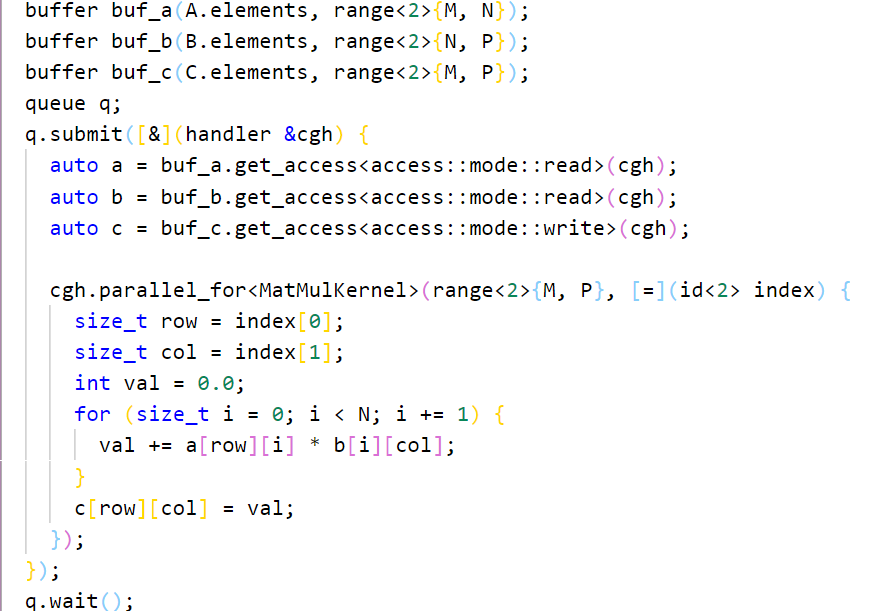 buffer buf_a(A.elements, range<2>{M, N});
buffer buf_b(B.elements, range<2>{N, P});
buffer buf_c(C.elements, range<2>{M, P});
queue q;
q.submit([&](handler &cgh) {
  auto a = buf_a.get_access<access::mode::read>(cgh);
  auto b = buf_b.get_access<access::mode::read>(cgh);
  auto c = buf_c.get_access<access::mode::write>(cgh);

  cgh.parallel_for<MatMulKernel>(range<2>{M, P}, [=](id<2> index) {
    size_t row = index[0];
    size_t col = index[1];
    int val = 0.0;
    for (size_t i = 0; i < N; i += 1) {
      val += a[row][i] * b[i][col];
    }
    c[row][col] = val;
  });
});
q.wait();